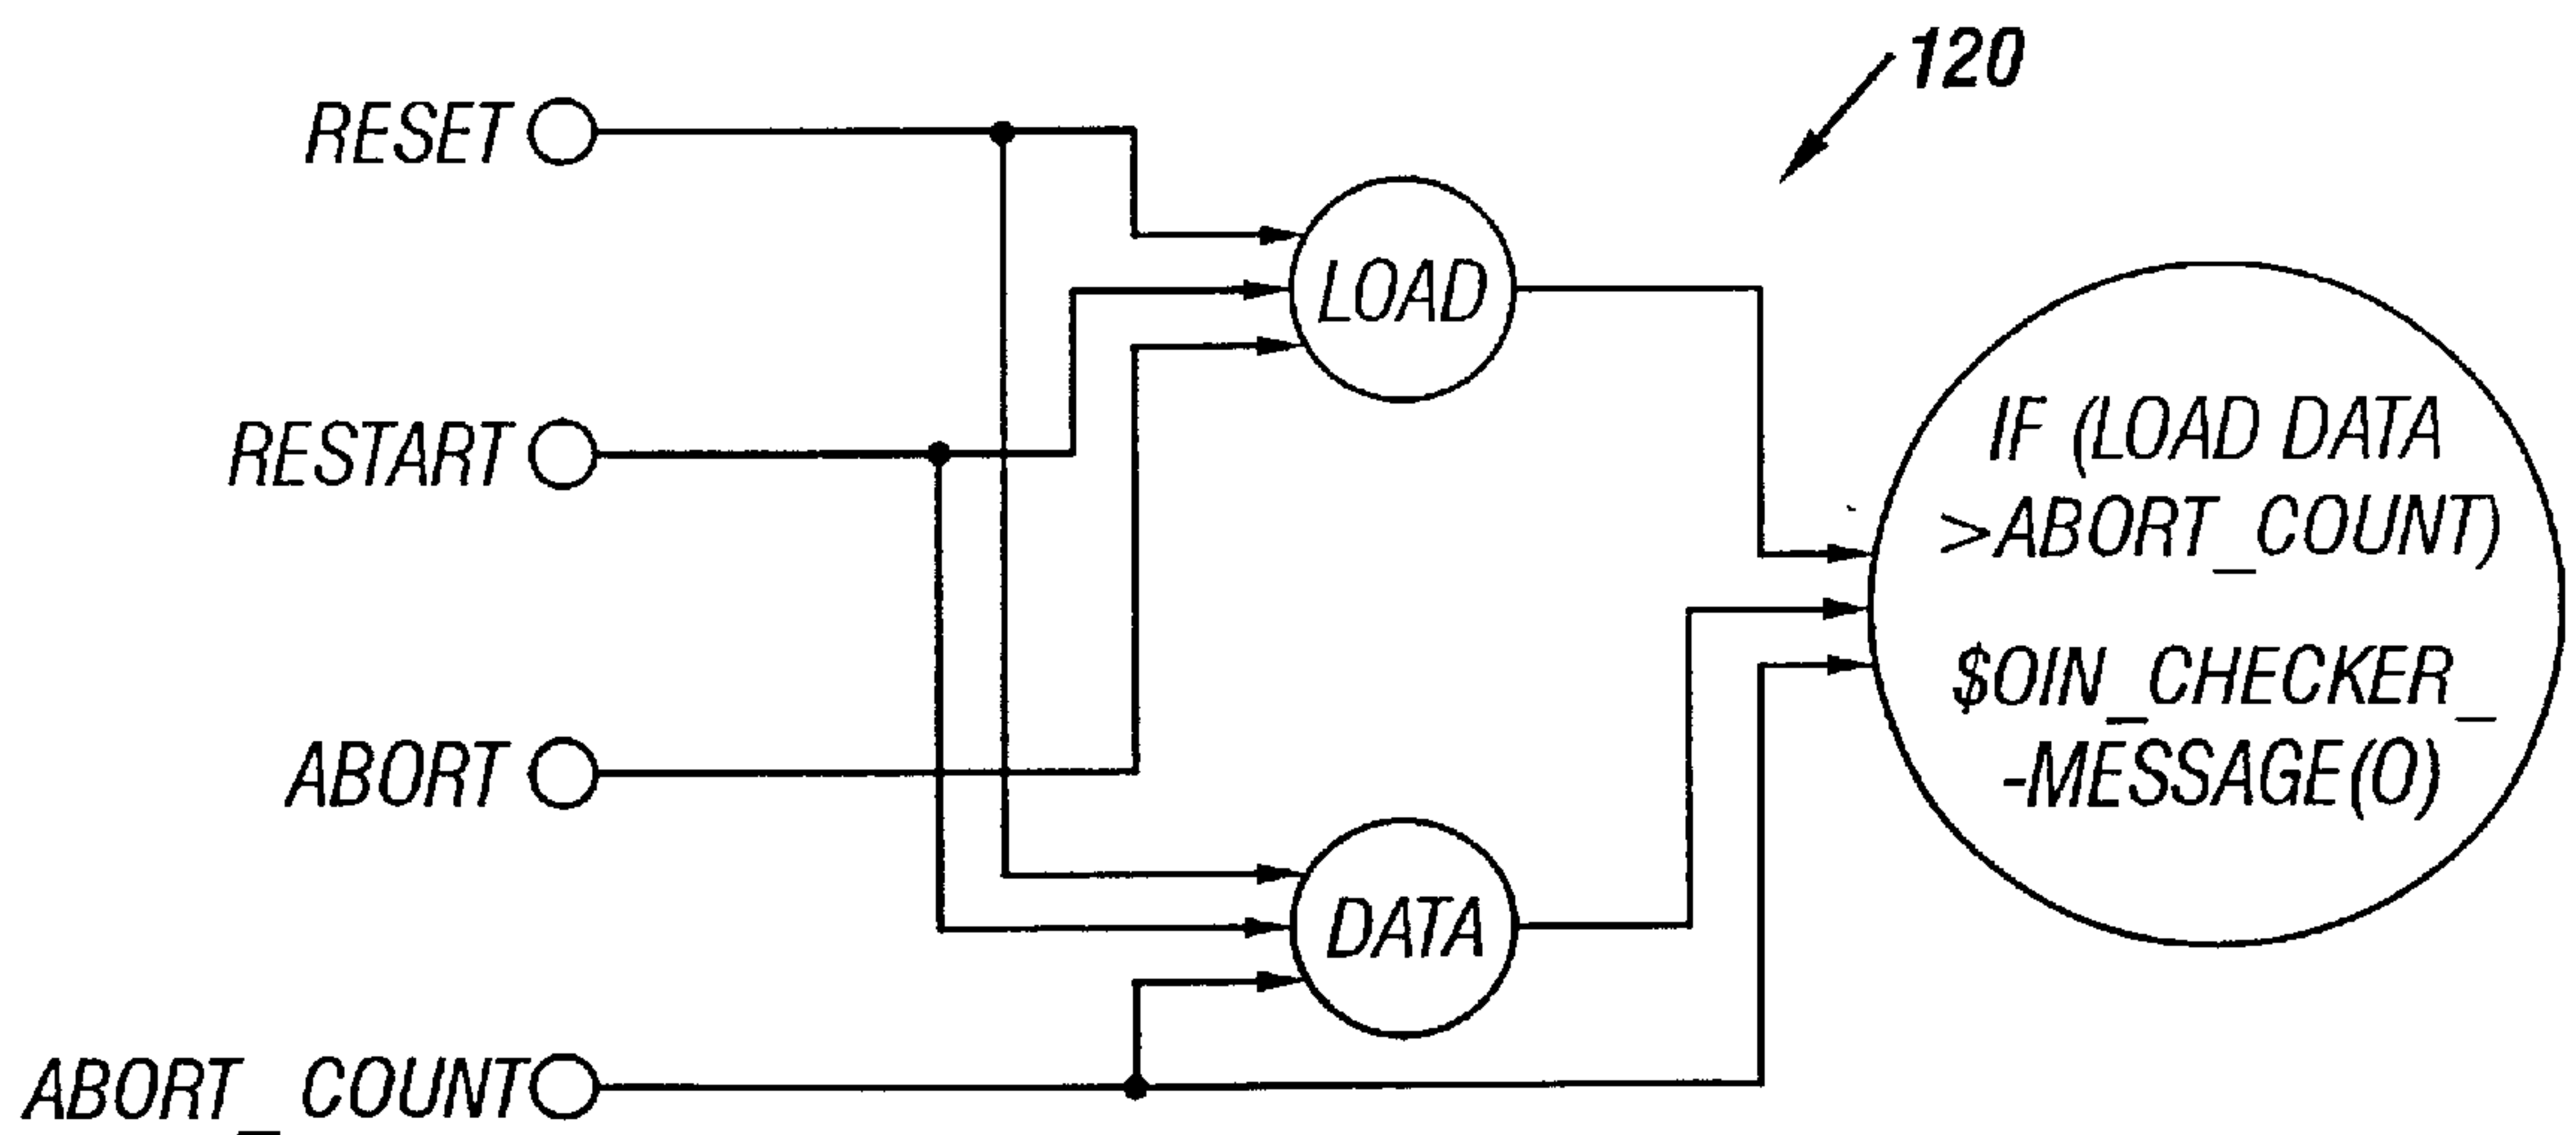 120
RESET
LOAD
RESTART
IF (LOAD DATA
>ABORT_COUNT)
$OIN_CHECKER_
-MESSAGE(O)
ABORT
DATA
ABORT_COUNT